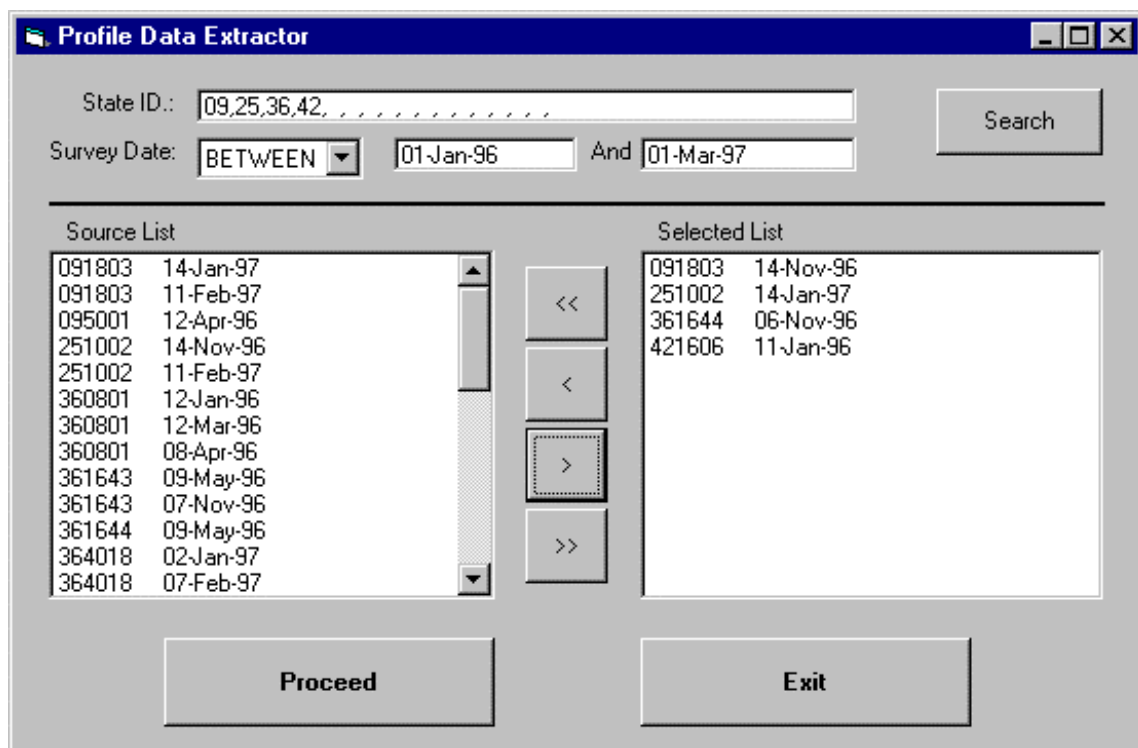 Profile Data Extractor
State ID.: 09,25,36,42, , , , , , , , , , , , ,
Search
Survey Date: BETWEEN 01-Jan-96 And 01-Mar-97
Source List
091803 14-Jan-97
091803 11-Feb-97
095001 12-Apr-96
251002 14-Nov-96
251002 11-Feb-97
360801 12-Jan-96
360801 12-Mar-96
360801 08-Apr-96
361643 09-May-96
361643 07-Nov-96
361644 09-May-96
364018 02-Jan-97
364018 07-Feb-97
<<
<
>
>>
Selected List
091803 14-Nov-96
251002 14-Jan-97
361644 06-Nov-96
421606 11-Jan-96
Proceed
Exit